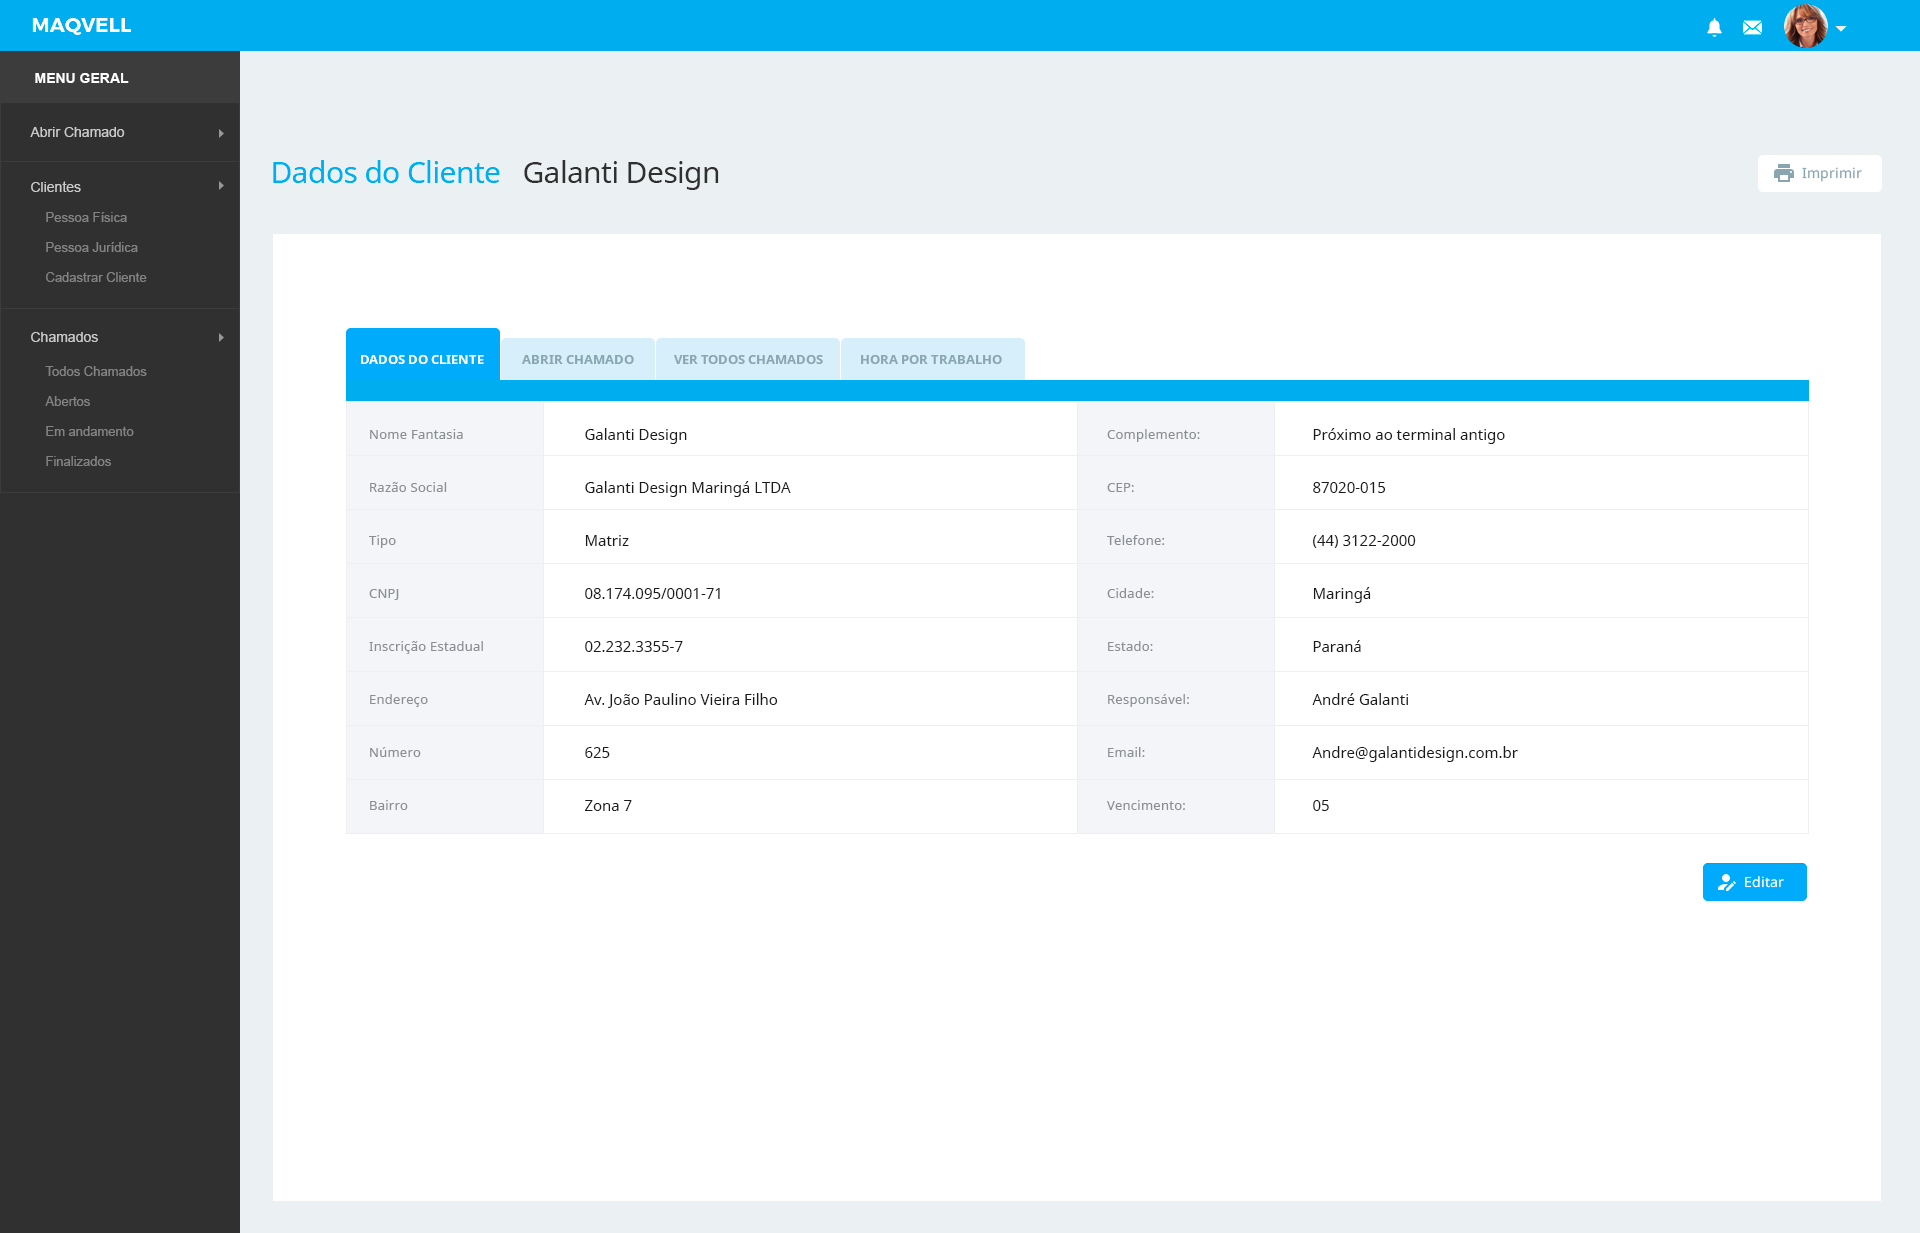 MAQVELL
MENU GERAL
Abrir Chamado
Clientes
Pessoa Física
Pessoa Jurídica
Cadastrar Cliente
Chamados
Todos Chamados
Abertos
Em andamento
Finalizados
Dados do Cliente Galanti Design
Imprimir
DADOS DO CLIENTE ABRIR CHAMADO VER TODOS CHAMADOS HORA POR TRABALHO
Nome Fantasia Galanti Design Complemento: Próximo ao terminal antigo
Razão Social Galanti Design Maringá LTDA CEP: 87020-015
Tipo Matriz Telefone: (44) 3122-2000
CNPJ 08.174.095/0001-71 Cidade: Maringá
Inscrição Estadual 02.232.3355-7 Estado: Paraná
Endereço Av. João Paulino Vieira Filho Responsável: André Galanti
Número 625 Email: Andre@galantidesign.com.br
Bairro Zona 7 Vencimento: 05
Editar